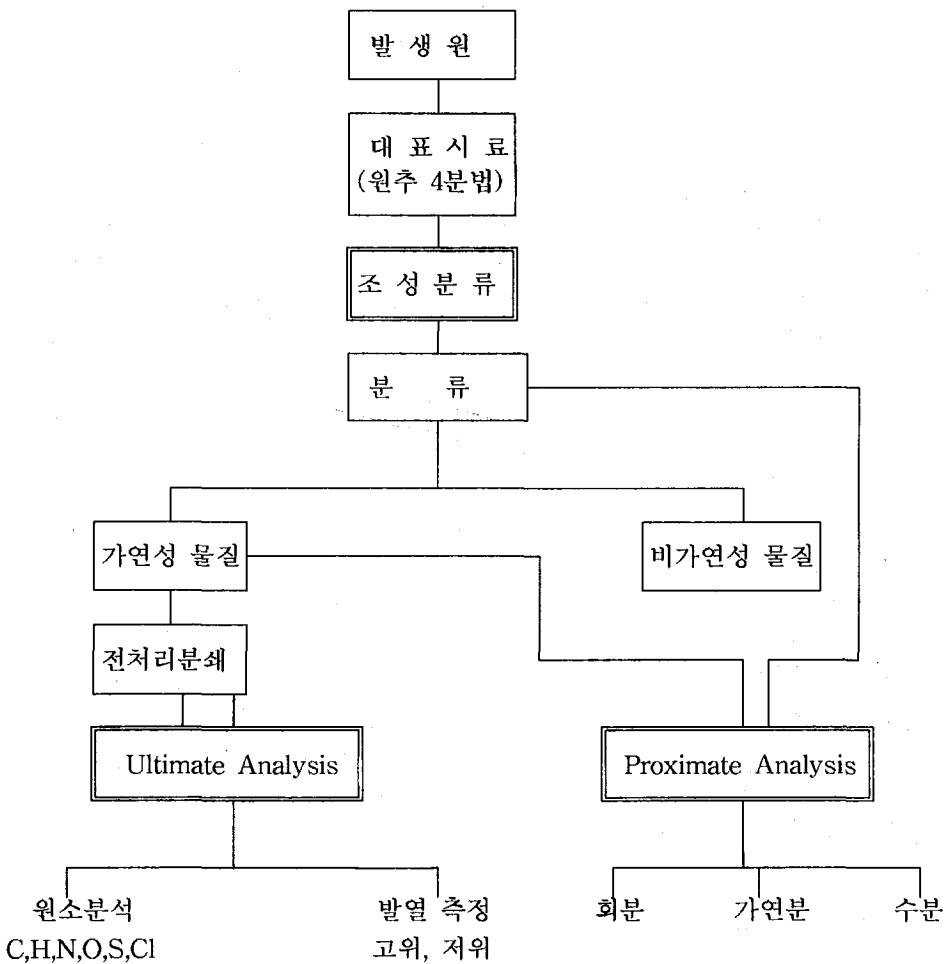 발 생 원
대 표 시 료
(원추 4분법)
조 성 분 류
분 류
가연성 물질
비가연성 물질
전처리분쇄
Ultimate Analysis
Proximate Analysis
원소분석
발열 측정
회분
가연분
수분
C,H,N,O,S,Cl
고위, 저위